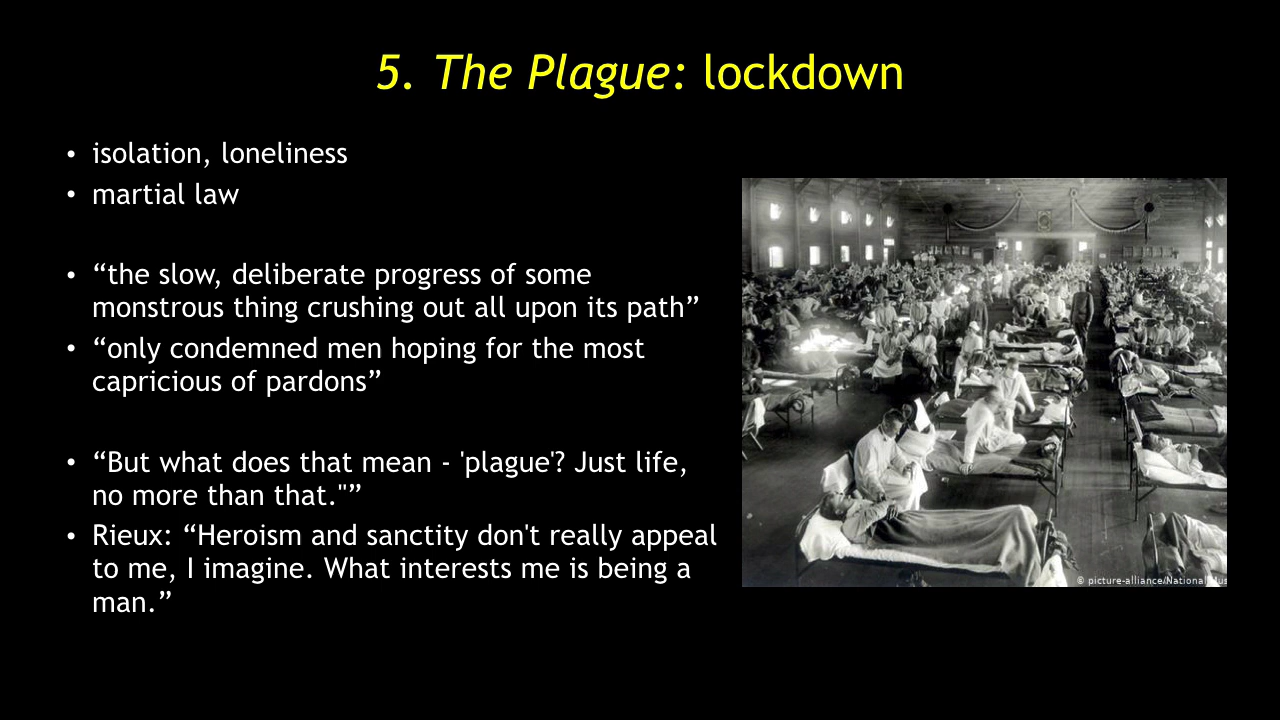 5. The Plague: lockdown
• isolation, loneliness
• martial law
• “the slow, deliberate progress of some
monstrous thing crushing out all upon its path”
• “only condemned men hoping for the most
capricious of pardons”
• “But what does that mean - 'plague'? Just life,
no more than that."”
• Rieux: “Heroism and sanctity don't really appeal
to me, I imagine. What interests me is being a
man.”
© picture-alliance/National